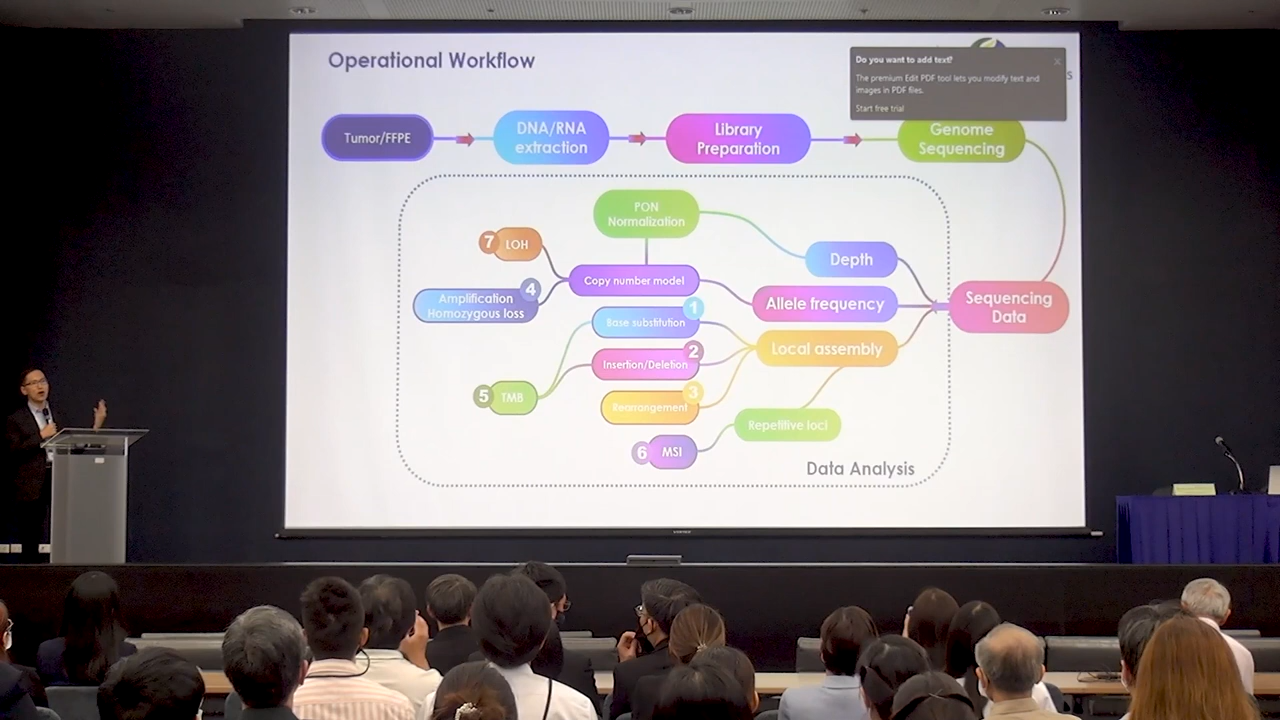 Operational Workflow
Do you want to add text?
The premium Edit PDF tool lets you modify text and
images in PDF files.
Start free trial
s
Tumor/FFPE
DNA/RNA
extraction
Library
Preparation
Genome
Sequencing
PON
Normalization
7
LOH
Depth
4
Amplification
Homozygous loss
Copy number model
Allele frequency
Sequencing
Data
1
Base substitution
2
Insertion/Deletion
Local assembly
5
TMB
3
Rearrangement
Repetitive loci
6
MSI
Data Analysis